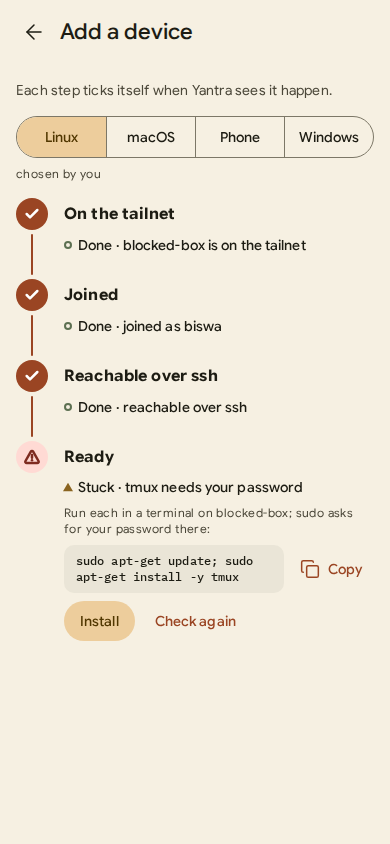 Add a device
Each step ticks itself when Yantra sees it happen.
Linux
macOS
Phone
Windows
chosen by you
On the tailnet
Done · blocked-box is on the tailnet
Joined
Done · joined as biswa
Reachable over ssh
Done · reachable over ssh
Ready
Stuck · tmux needs your password
Run each in a terminal on blocked-box; sudo asks
for your password there:
sudo apt-get update; sudo
apt-get install -y tmux
Copy
Install
Check again